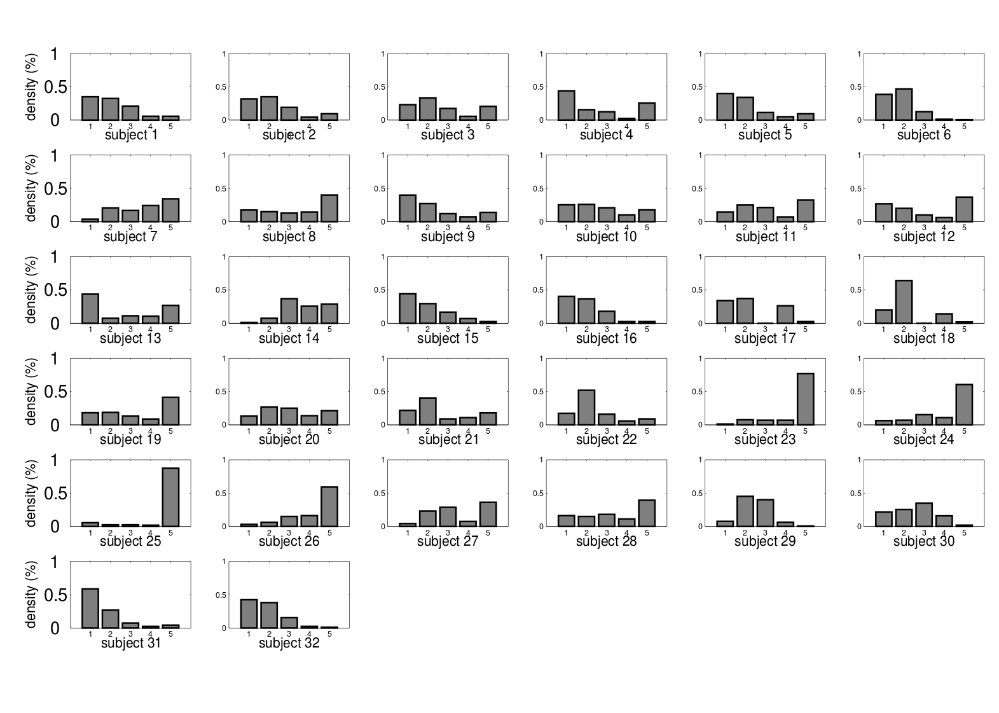 density (%)
1
0.5
0
1 2 3 4 5
subject 1
1
0.5
0
1 2 3 4 5
subject 2
1
0.5
0
1 2 3 4 5
subject 3
1
0.5
0
1 2 3 4 5
subject 4
1
0.5
0
1 2 3 4 5
subject 5
1
0.5
0
1 2 3 4 5
subject 6
density (%)
1
0.5
0
1 2 3 4 5
subject 7
1
0.5
0
1 2 3 4 5
subject 8
1
0.5
0
1 2 3 4 5
subject 9
1
0.5
0
1 2 3 4 5
subject 10
1
0.5
0
1 2 3 4 5
subject 11
1
0.5
0
1 2 3 4 5
subject 12
density (%)
1
0.5
0
1 2 3 4 5
subject 13
1
0.5
0
1 2 3 4 5
subject 14
1
0.5
0
1 2 3 4 5
subject 15
1
0.5
0
1 2 3 4 5
subject 16
1
0.5
0
1 2 3 4 5
subject 17
1
0.5
0
1 2 3 4 5
subject 18
density (%)
1
0.5
0
1 2 3 4 5
subject 19
1
0.5
0
1 2 3 4 5
subject 20
1
0.5
0
1 2 3 4 5
subject 21
1
0.5
0
1 2 3 4 5
subject 22
1
0.5
0
1 2 3 4 5
subject 23
1
0.5
0
1 2 3 4 5
subject 24
density (%)
1
0.5
0
1 2 3 4 5
subject 25
1
0.5
0
1 2 3 4 5
subject 26
1
0.5
0
1 2 3 4 5
subject 27
1
0.5
0
1 2 3 4 5
subject 28
1
0.5
0
1 2 3 4 5
subject 29
1
0.5
0
1 2 3 4 5
subject 30
density (%)
1
0.5
0
1 2 3 4 5
subject 31
1
0.5
0
1 2 3 4 5
subject 32